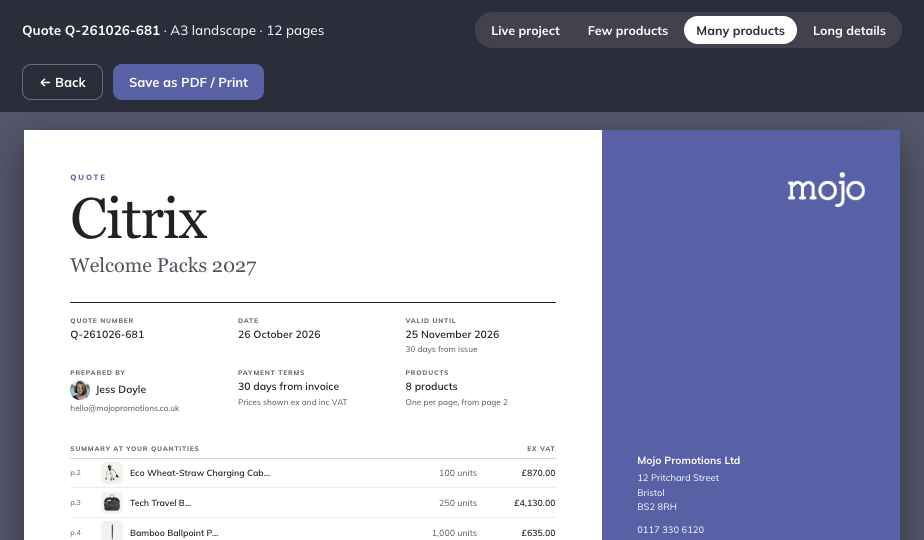 Quote Q-261026-681 · A3 landscape · 12 pages
Live project
Few products
Many products
Long details
← Back
Save as PDF / Print
QUOTE
mojo
Citrix
Welcome Packs 2027
QUOTE NUMBER
Q-261026-681
DATE
26 October 2026
VALID UNTIL
25 November 2026
30 days from issue
PREPARED BY
Jess Doyle
hello@mojopromotions.co.uk
PAYMENT TERMS
30 days from invoice
Prices shown ex and inc VAT
PRODUCTS
8 products
One per page, from page 2
SUMMARY AT YOUR QUANTITIES EX VAT
p.2 Eco Wheat-Straw Charging Cab... 100 units £870.00
p.3 Tech Travel B... 250 units £4,130.00
p.4 Bamboo Ballpoint P... 1,000 units £635.00
Mojo Promotions Ltd
12 Pritchard Street
Bristol
BS2 8RH
0117 330 6120